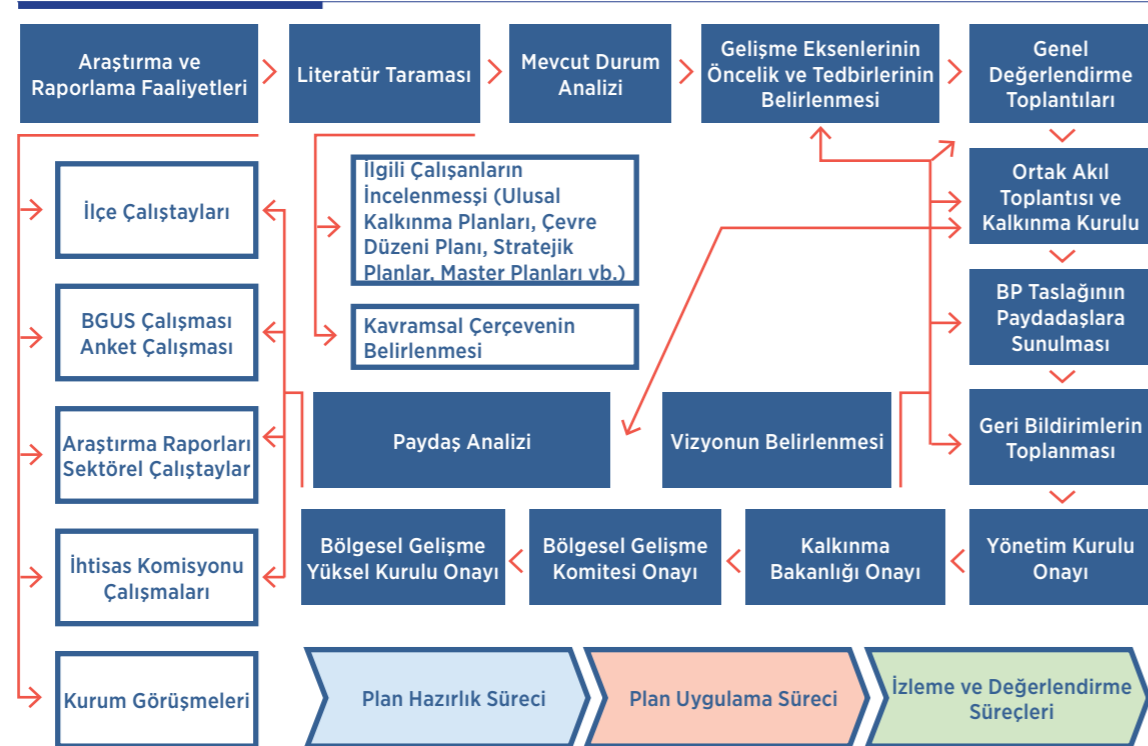 Araştırma ve
Raporlama Faaliyetleri
Literatür Taraması
Mevcut Durum
Analizi
Gelişme Eksenlerinin
Öncelik ve Tedbirlerinin
Belirlenmesi
Genel
Değerlendirme
Toplantıları
İlçe Çalıştayları
BGUS Çalışması
Anket Çalışması
Araştırma Raporları
Sektörel Çalıştaylar
İhtisas Komisyonu
Çalışmaları
Kurum Görüşmeleri
İlgili Çalışanların
İncelenmesşi (Ulusal
Kalkınma Planları, Çevre
Düzeni Planı, Stratejik
Planlar, Master Planları vb.)
Kavramsal Çerçevenin
Belirlenmesi
Paydaş Analizi
Vizyonun Belirlenmesi
Ortak Akıl
Toplantısı ve
Kalkınma Kurulu
BP Taslağının
Paydadaşlara
Sunulması
Geri Bildirimlerin
Toplanması
Yönetim Kurulu
Onayı
Kalkınma
Bakanlığı Onayı
Bölgesel Gelişme
Komitesi Onayı
Bölgesel Gelişme
Yüksel Kurulu Onayı
Plan Hazırlık Süreci
Plan Uygulama Süreci
İzleme ve Değerlendirme
Süreçleri